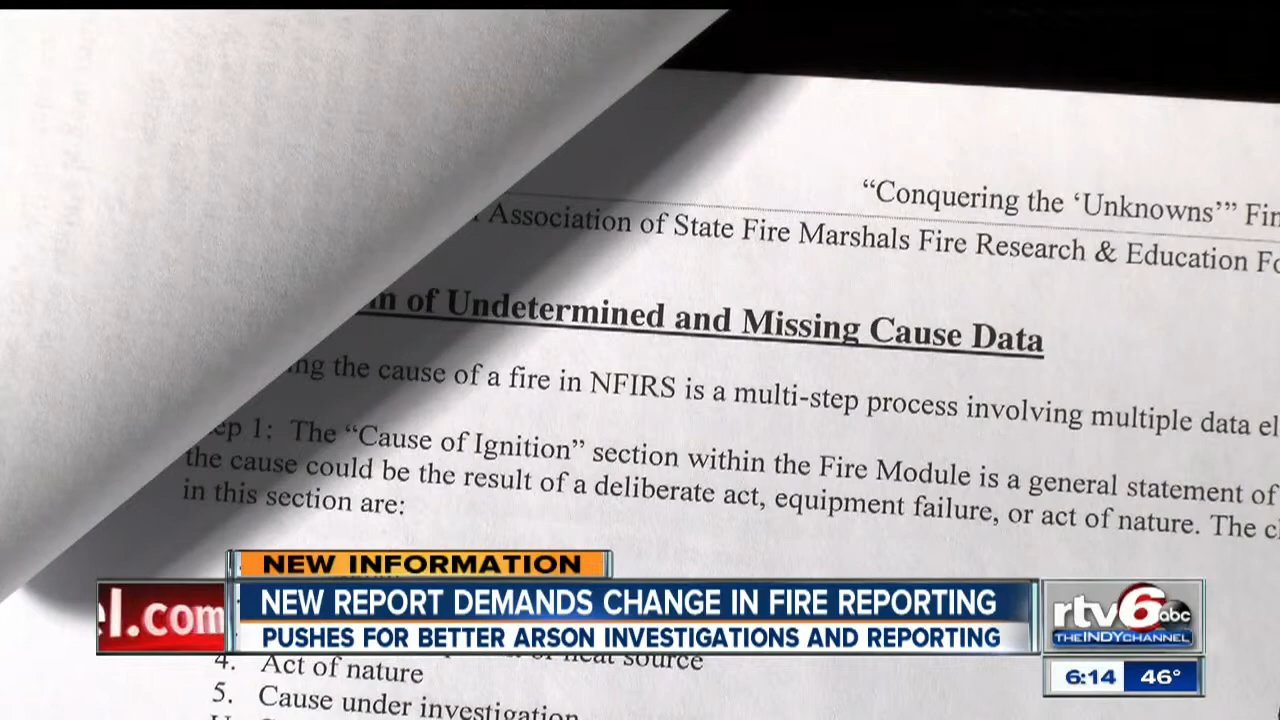 “Conquering the ‘Unknowns’” Fin
Association of State Fire Marshals Fire Research & Education Fo
n of Undetermined and Missing Cause Data
ng the cause of a fire in NFIRS is a multi-step process involving multiple data el
ep 1: The “Cause of Ignition” section within the Fire Module is a general statement of
the cause could be the result of a deliberate act, equipment failure, or act of nature. The c
in this section are:
NEW INFORMATION
l.com
NEW REPORT DEMANDS CHANGE IN FIRE REPORTING
PUSHES FOR BETTER ARSON INVESTIGATIONS AND REPORTING
rtv6 abc
THEINDYCHANNEL
6:14 46°
heat source
4. Act of nature
5. Cause under investigation